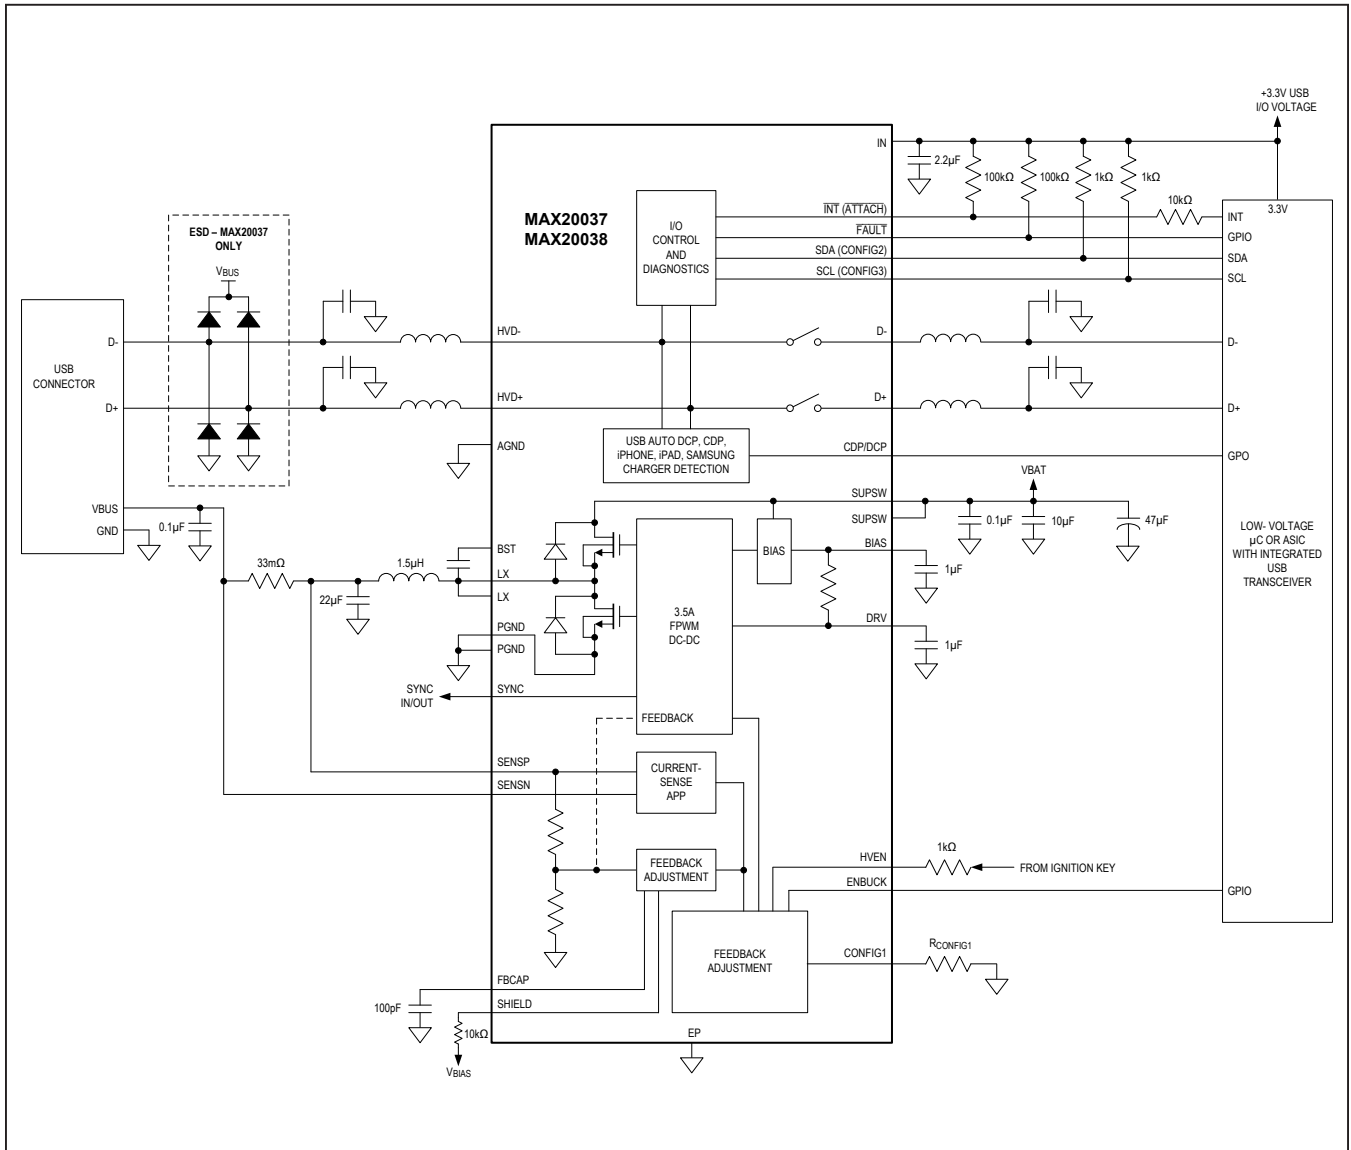 +3.3V USB
I/O VOLTAGE
IN
2.2µF
100kΩ
100kΩ
1kΩ
1kΩ
MAX20037
MAX20038
I/O
CONTROL
AND
DIAGNOSTICS
INT (ATTACH)
FAULT
SDA (CONFIG2)
SCL (CONFIG3)
10kΩ
3.3V
INT
GPIO
SDA
SCL
ESD – MAX20037
ONLY
VBUS
USB
CONNECTOR
D-
D+
VBUS
GND
HVD-
HVD+
D-
D+
D-
D+
AGND
USB AUTO DCP, CDP,
iPHONE, iPAD, SAMSUNG
CHARGER DETECTION
CDP/DCP
GPO
VBAT
SUPSW
SUPSW
0.1µF
10µF
47µF
LOW- VOLTAGE
µC OR ASIC
WITH INTEGRATED
USB
TRANSCEIVER
0.1µF
33mΩ
1.5µH
22µF
BST
LX
LX
PGND
PGND
BIAS
BIAS
1µF
3.5A
FPWM
DC-DC
DRV
1µF
SYNC
IN/OUT
SYNC
FEEDBACK
SENSP
SENSN
CURRENT-
SENSE
APP
FEEDBACK
ADJUSTMENT
HVEN
1kΩ
FROM IGNITION KEY
ENBUCK
GPIO
FEEDBACK
ADJUSTMENT
CONFIG1
RCONFIG1
FBCAP
100pF
SHIELD
10kΩ
VBIAS
EP